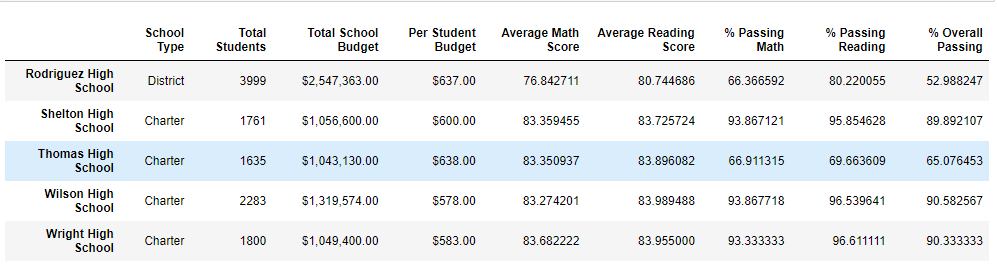 School Type Total Students Total School Budget Per Student Budget Average Math Score Average Reading Score % Passing Math % Passing Reading % Overall Passing
Rodriguez High School District 3999 $2,547,363.00 $637.00 76.842711 80.744686 66.366592 80.220055 52.988247
Shelton High School Charter 1761 $1,056,600.00 $600.00 83.359455 83.725724 93.867121 95.854628 89.892107
Thomas High School Charter 1635 $1,043,130.00 $638.00 83.350937 83.896082 66.911315 69.663609 65.076453
Wilson High School Charter 2283 $1,319,574.00 $578.00 83.274201 83.989488 93.867718 96.539641 90.582567
Wright High School Charter 1800 $1,049,400.00 $583.00 83.682222 83.955000 93.333333 96.611111 90.333333